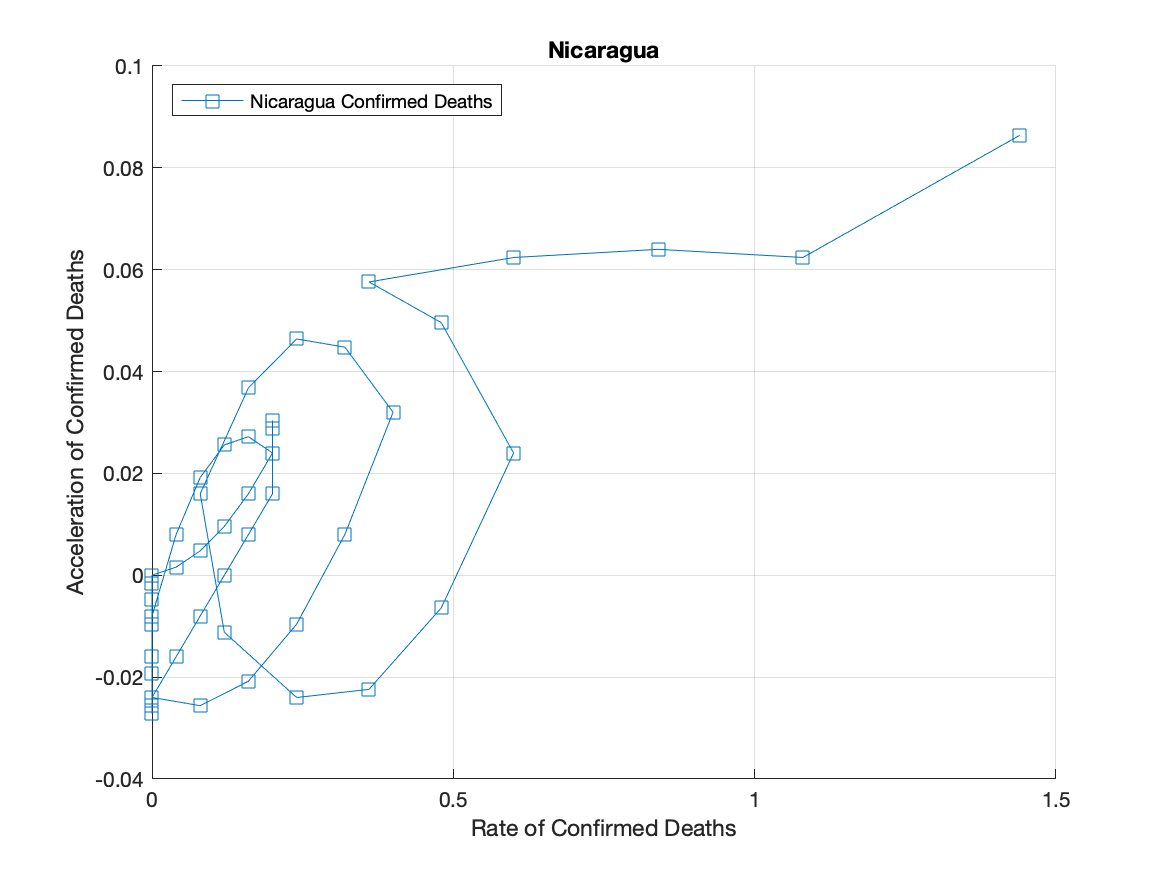 Nicaragua
Nicaragua Confirmed Deaths
0.1
0.08
0.06
0.04
0.02
0
-0.02
-0.04
Acceleration of Confirmed Deaths
0 0.5 1 1.5
Rate of Confirmed Deaths